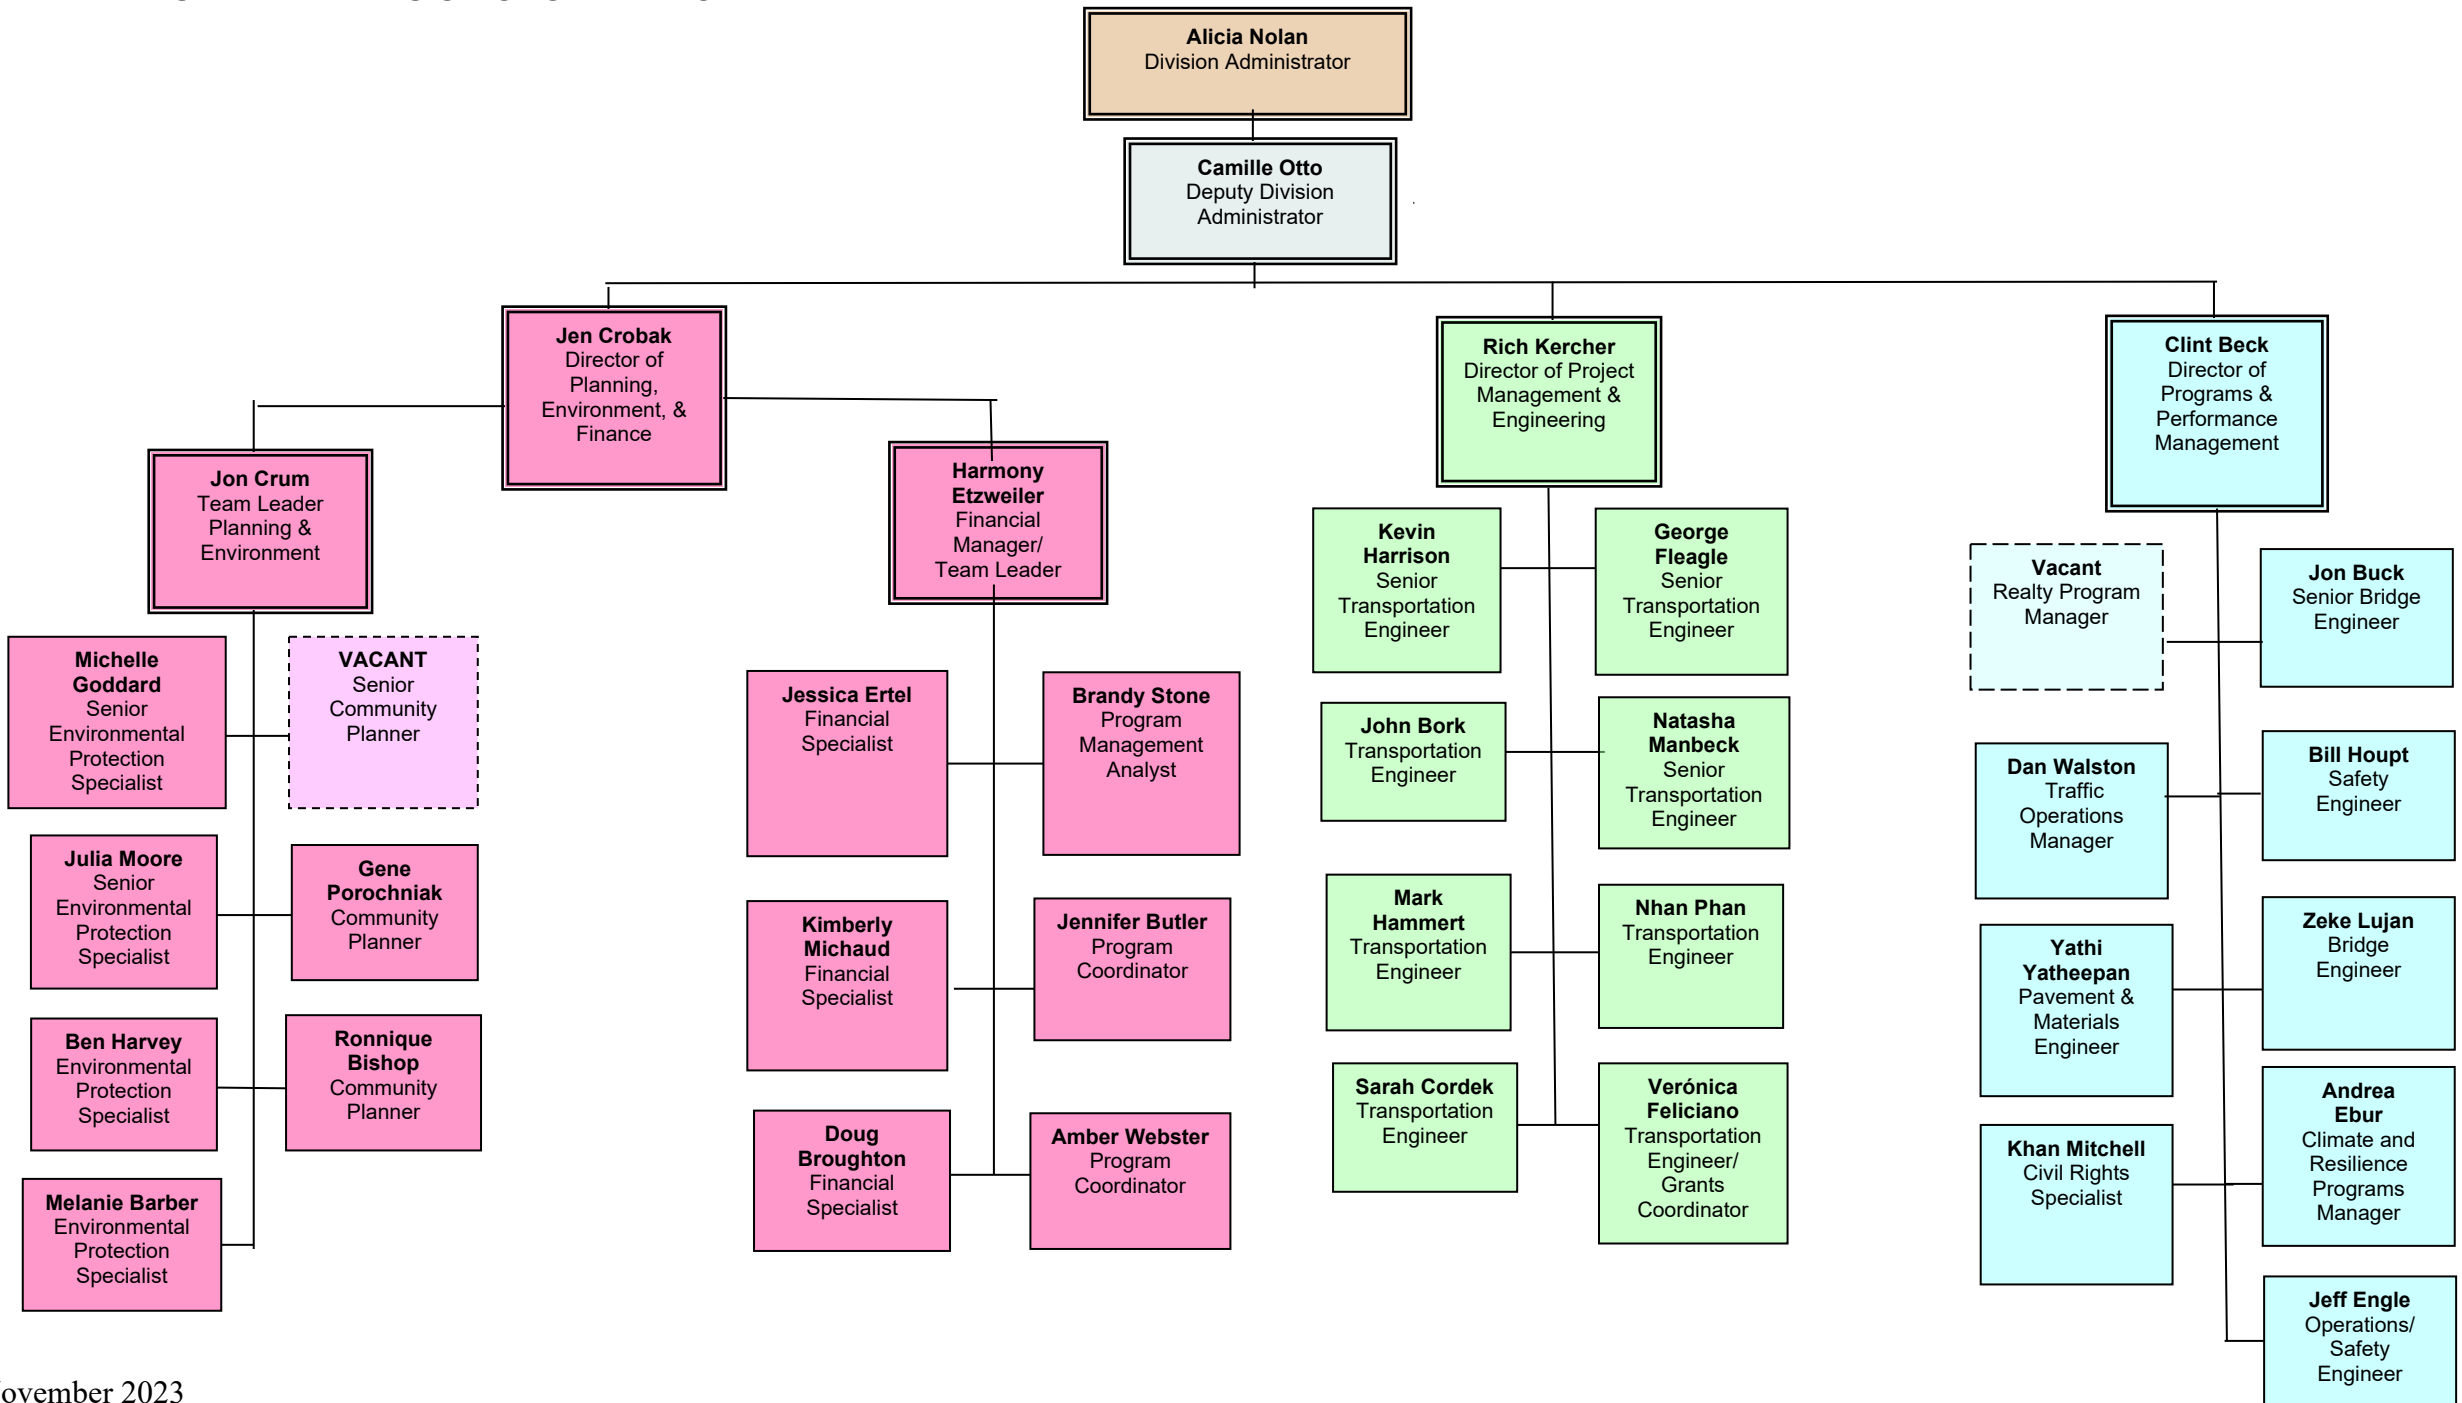 Alicia Nolan
Division Administrator
Camille Otto
Deputy Division
Administrator
Jen Crobak
Director of
Planning,
Environment, &
Finance
Rich Kercher
Director of Project
Management &
Engineering
Clint Beck
Director of
Programs &
Performance
Management
Jon Crum
Team Leader
Planning &
Environment
Harmony
Etzweiler
Financial
Manager/
Team Leader
Michelle
Goddard
Senior
Environmental
Protection
Specialist
VACANT
Senior
Community
Planner
Julia Moore
Senior
Environmental
Protection
Specialist
Gene
Porochniak
Community
Planner
Ben Harvey
Environmental
Protection
Specialist
Ronnique
Bishop
Community
Planner
Melanie Barber
Environmental
Protection
Specialist
Jessica Ertel
Financial
Specialist
Brandy Stone
Program
Management
Analyst
Kimberly
Michaud
Financial
Specialist
Jennifer Butler
Program
Coordinator
Doug
Broughton
Financial
Specialist
Amber Webster
Program
Coordinator
Kevin
Harrison
Senior
Transportation
Engineer
George
Fleagle
Senior
Transportation
Engineer
John Bork
Transportation
Engineer
Natasha
Manbeck
Senior
Transportation
Engineer
Mark
Hammert
Transportation
Engineer
Nhan Phan
Transportation
Engineer
Sarah Cordek
Transportation
Engineer
Verónica
Feliciano
Transportation
Engineer/
Grants
Coordinator
Vacant
Realty Program
Manager
Jon Buck
Senior Bridge
Engineer
Dan Walston
Traffic
Operations
Manager
Bill Houpt
Safety
Engineer
Yathi
Yatheepan
Pavement &
Materials
Engineer
Zeke Lujan
Bridge
Engineer
Khan Mitchell
Civil Rights
Specialist
Andrea
Ebur
Climate and
Resilience
Programs
Manager
Jeff Engle
Operations/
Safety
Engineer
ovember 2023